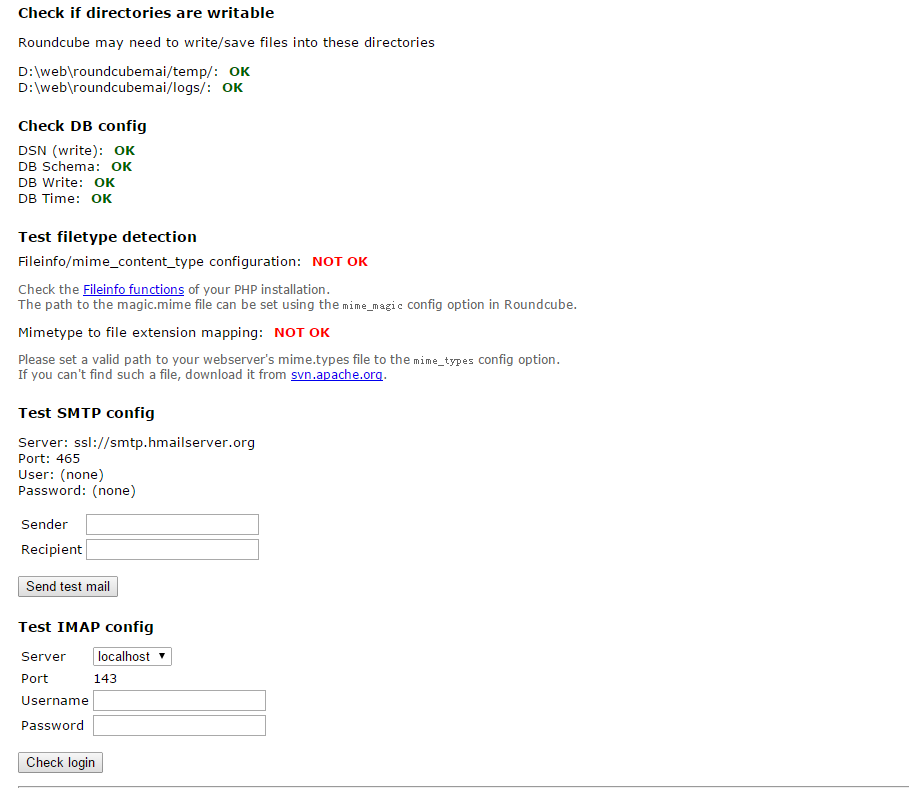 Check if directories are writable
Roundcube may need to write/save files into these directories
D:\web\roundcubemai/temp/: OK
D:\web\roundcubemai/logs/: OK
Check DB config
DSN (write): OK
DB Schema: OK
DB Write: OK
DB Time: OK
Test filetype detection
Fileinfo/mime_content_type configuration: NOT OK
Check the Fileinfo functions of your PHP installation.
The path to the magic.mime file can be set using the mime_magic config option in Roundcube.
Mimetype to file extension mapping: NOT OK
Please set a valid path to your webserver's mime.types file to the mime_types config option.
If you can't find such a file, download it from svn.apache.org.
Test SMTP config
Server: ssl://smtp.hmailserver.org
Port: 465
User: (none)
Password: (none)
Sender
Recipient
Send test mail
Test IMAP config
Server localhost
Port 143
Username
Password
Check login